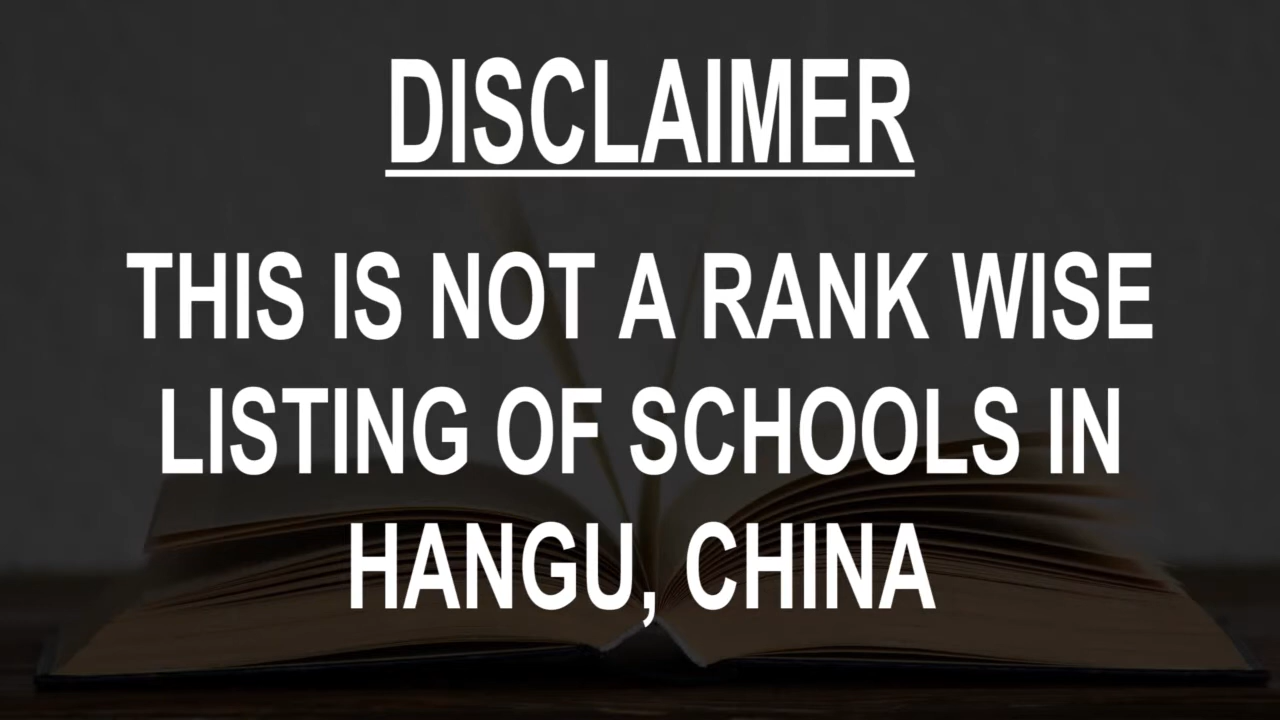 DISCLAIMER
THIS IS NOT A RANK WISE
LISTING OF SCHOOLS IN
HANGU, CHINA